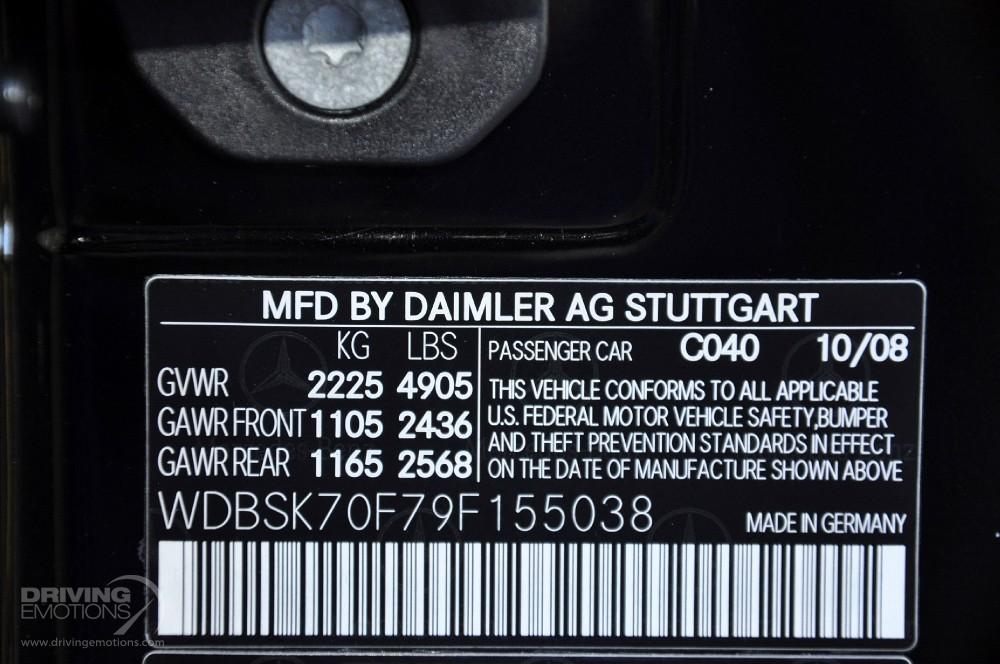 MFD BY DAIMLER AG STUTTGART
KG LBS
GVWR 2225 4905
GAWR FRONT 1105 2436
GAWR REAR 1165 2568
PASSENGER CAR C040 10/08
THIS VEHICLE CONFORMS TO ALL APPLICABLE
U.S. FEDERAL MOTOR VEHICLE SAFETY,BUMPER
AND THEFT PREVENTION STANDARDS IN EFFECT
ON THE DATE OF MANUFACTURE SHOWN ABOVE
WDBSK70F79F155038
MADE IN GERMANY
DRIVING
EMOTIONS
www.drivingemotions.com